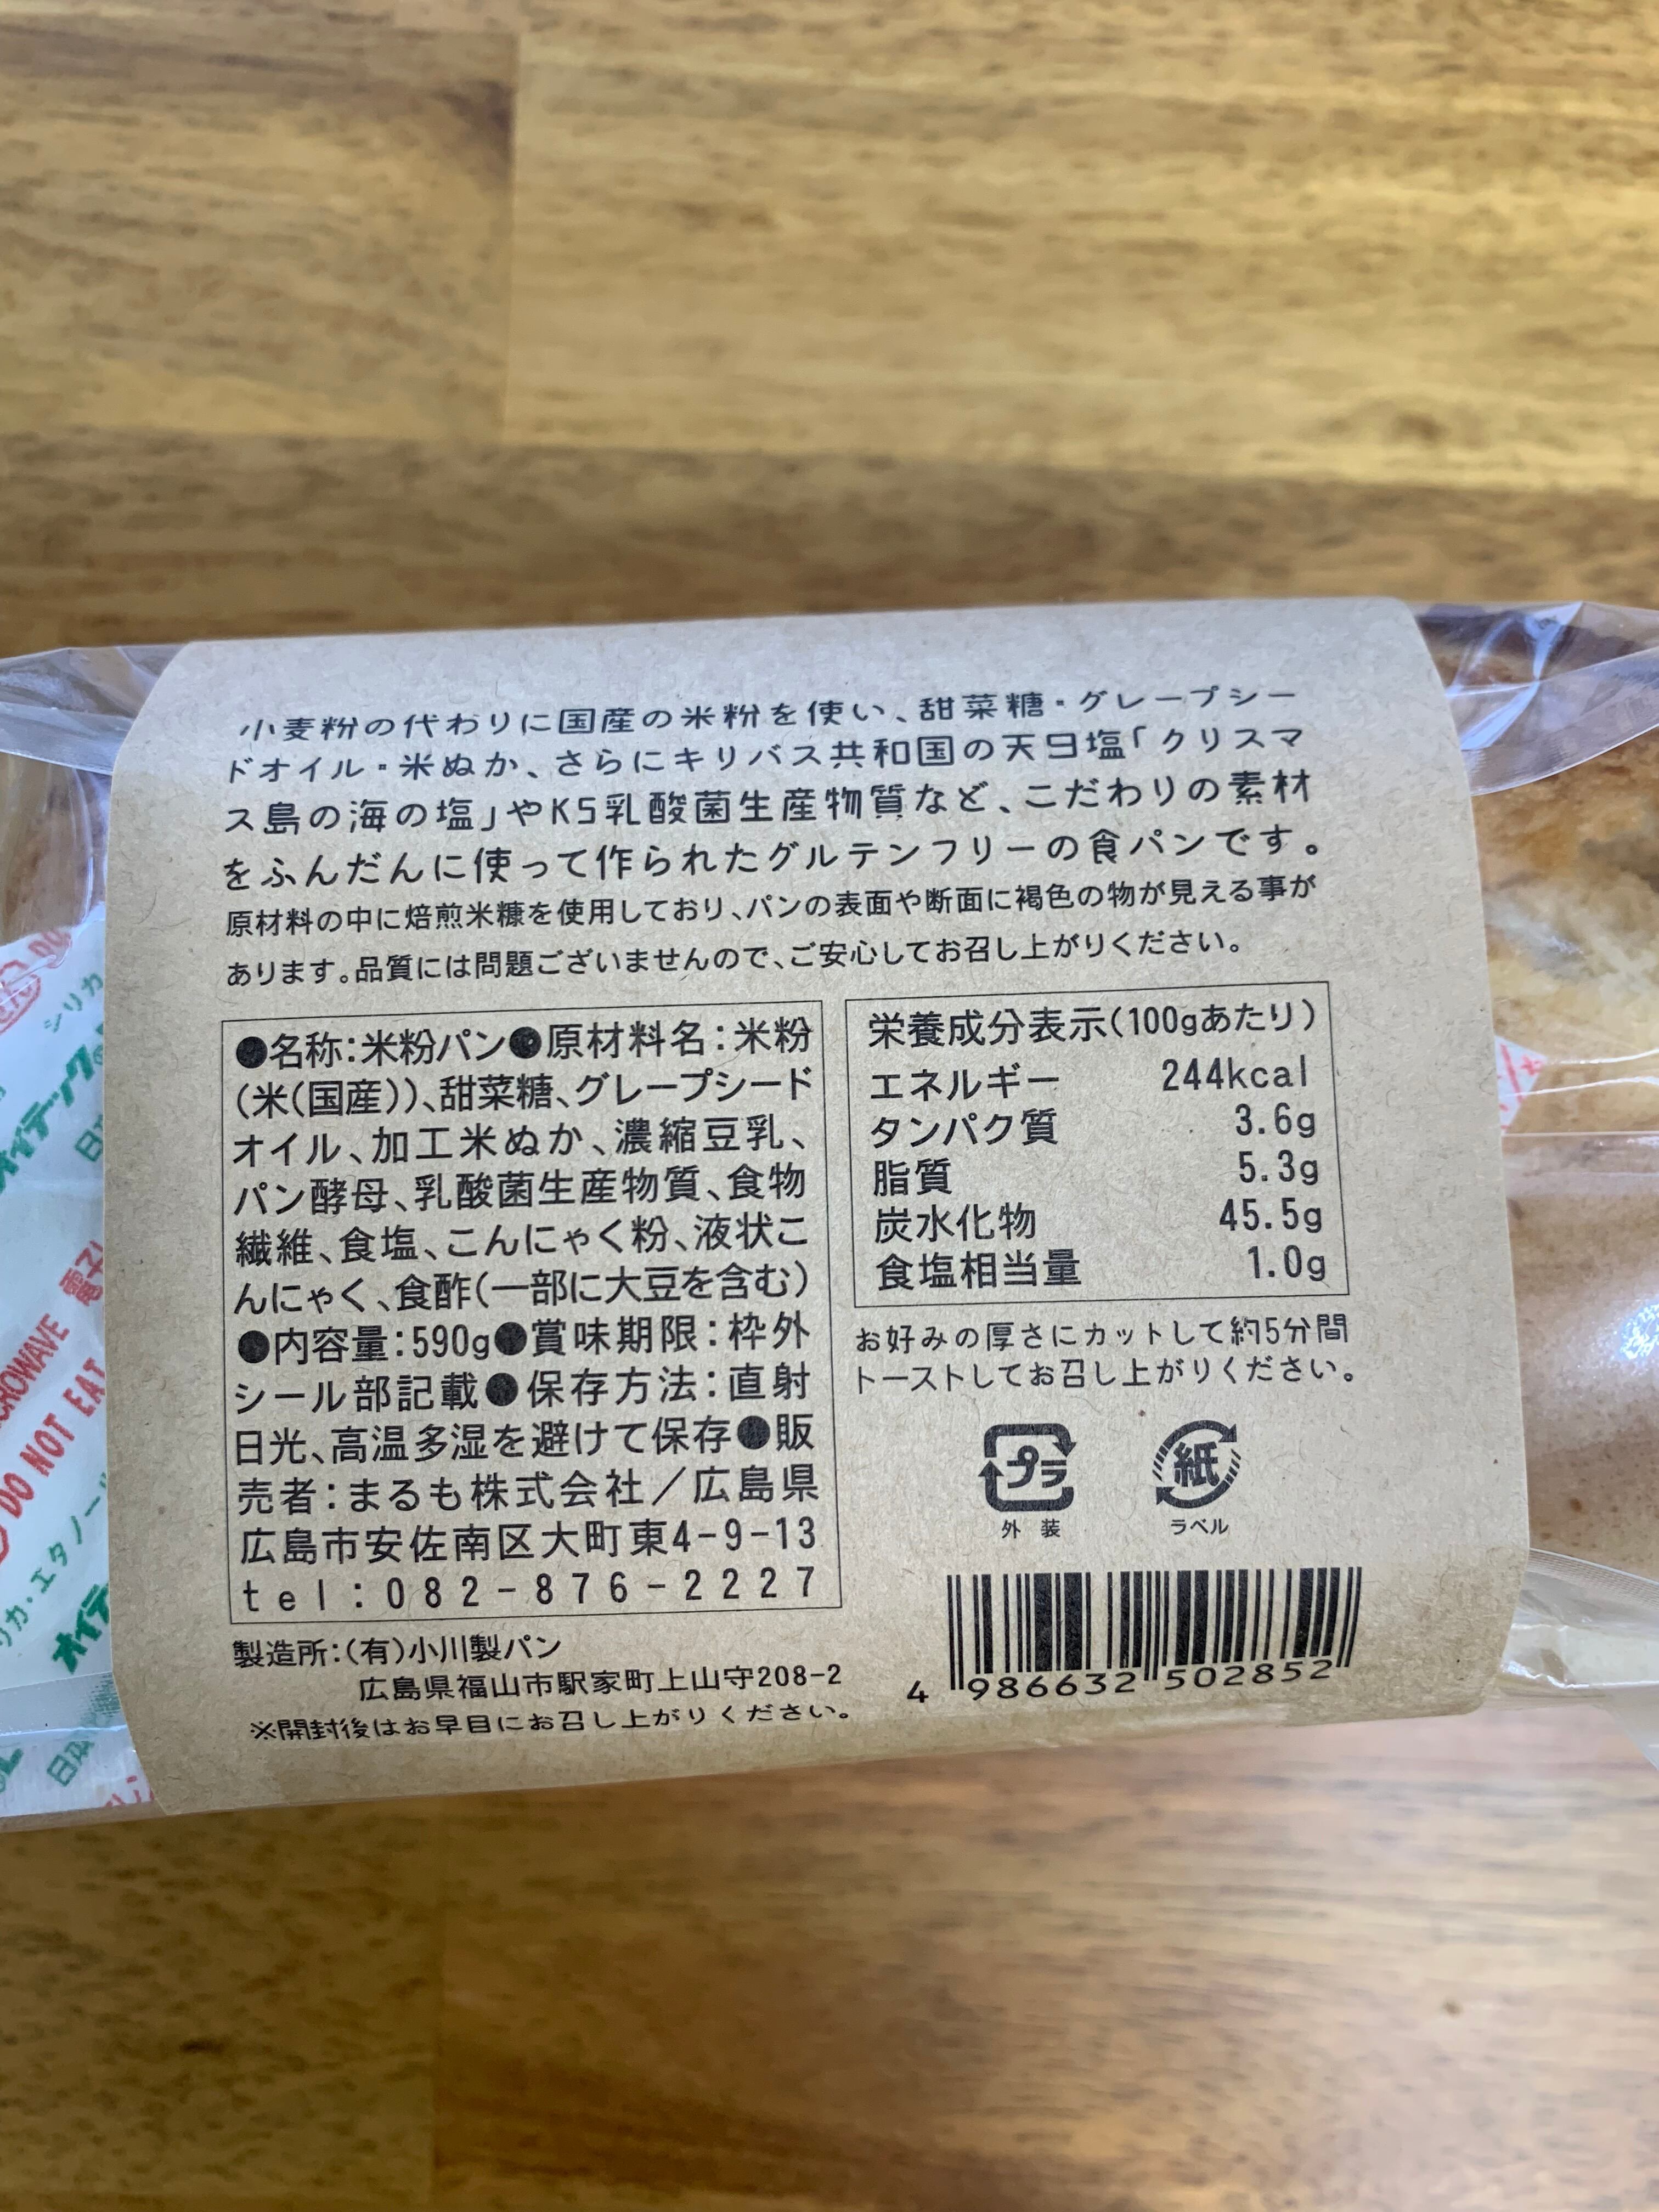 小麦粉の代わりに国産の米粉を使い、甜菜糖・グレープシー
ドオイル・米ぬか、さらにキリバス共和国の天日塩「クリスマ
ス島の海の塩」やKS乳酸菌生産物質など、こだわりの素材
をふんだんに使って作られたグルテンフリーの食パンです。
原材料の中に焙煎米糠を使用しており、パンの表面や断面に褐色の物が見える事が
あります。品質には問題ございませんので、ご安心してお召し上がりください。
●名称:米粉パン●原材料名:米粉
(米(国産))、甜菜糖、グレープシード
オイル、加工米ぬか、濃縮豆乳、
パン酵母、乳酸菌生産物質、食物
繊維、食塩、こんにゃく粉、液状こ
んにゃく、食酢(一部に大豆を含む)
●内容量:590g●賞味期限:枠外
シール部記載●保存方法:直射
日光、高温多湿を避けて保存●販
売者:まるも株式会社/広島県
広島市安佐南区大町東4-9-13
tel:082-876-2227
製造所:(有)小川製パン
広島県福山市駅家町上山守208-2
※開封後はお早目にお召し上がりください。
栄養成分表示(100gあたり)
エネルギー 244kcal
タンパク質 3.6g
脂質 5.3g
炭水化物 45.5g
食塩相当量 1.0g
お好みの厚さにカットして約5分間
トーストしてお召し上がりください。
プラ
外装
紙
ラベル
4 986632 502852
DO NOT EAT
電子
シリカ